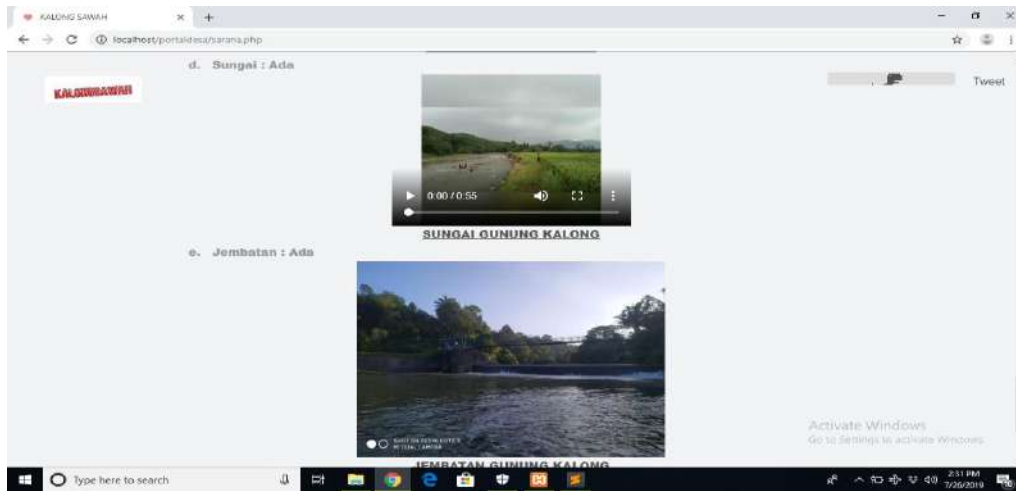 KALONG SAWAH
localhost/portaldesa/sarana.php
d. Sungai : Ada
KALONGSAWAH
Tweet
0:00 / 0:55
SUNGAI GUNUNG KALONG
e. Jembatan : Ada
JEMBATAN GUNUNG KALONG
Activate Windows
Go to Settings to activate Windows.
Type here to search
2:31 PM
7/26/2019